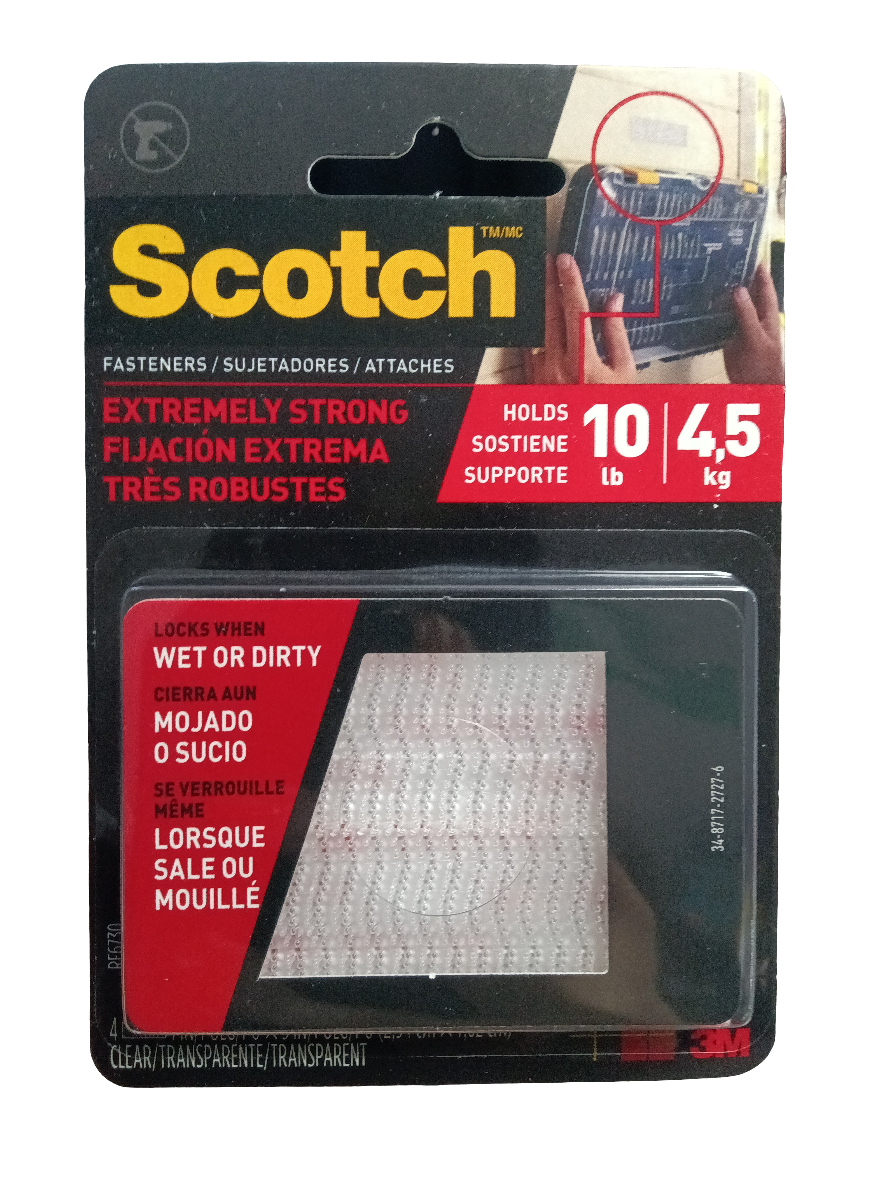 Scotch TM/MC
FASTENERS / SUJETADORES / ATTACHES
EXTREMELY STRONG
FIJACIÓN EXTREMA
TRÈS ROBUSTES
HOLDS
SOSTIENE
SUPPORTE
10 lb
4,5 kg
LOCKS WHEN
WET OR DIRTY
CIERRA AUN
MOJADO
O SUCIO
SE VERROUILLE
MÊME
LORSQUE
SALE OU
MOUILLÉ
34-8717-2727-6
RF6730
4
CLEAR/TRANSPARENTE/TRANSPARENT
3M